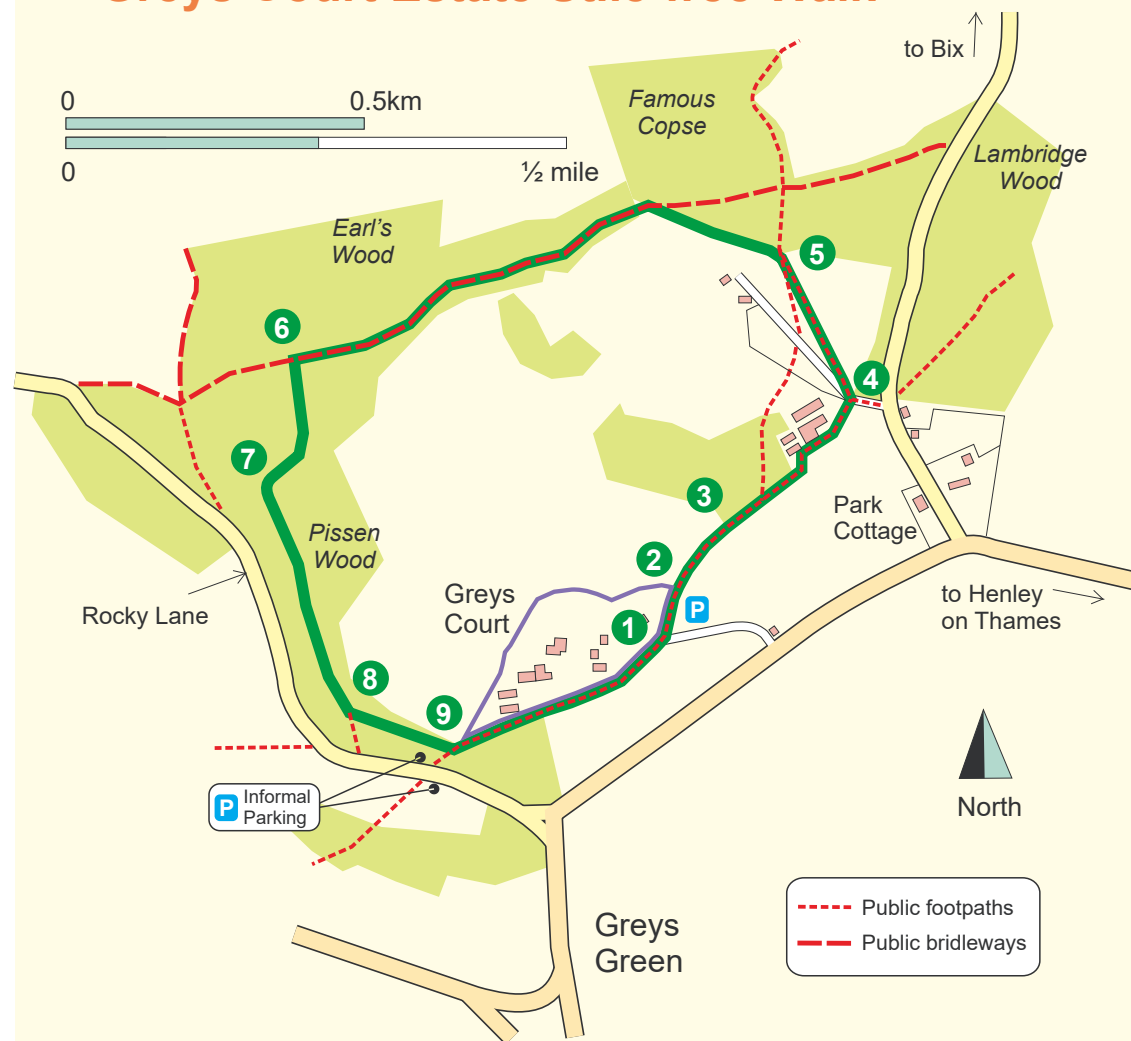 to Bix
0
0.5km
0
½ mile
Famous
Copse
Lambridge
Wood
Earl's
Wood
5
6
4
7
3
Park
Cottage
Pissen
Wood
2
Greys
Court
P
to Henley
on Thames
Rocky Lane
1
8
9
P
Informal
Parking
North
Greys
Green
Public footpaths
Public bridleways